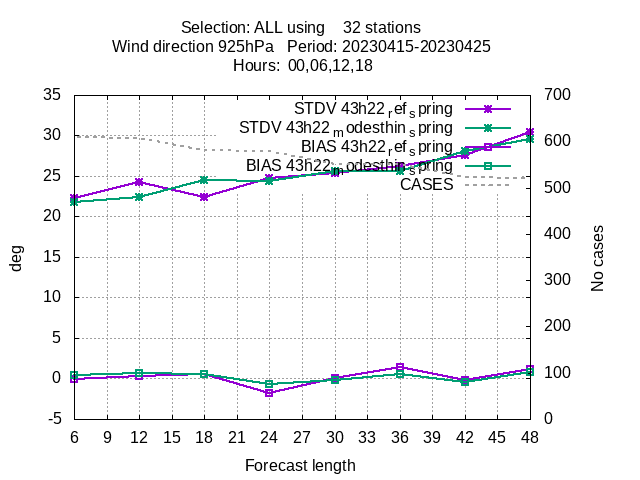 Selection: ALL using    32 stations
Wind direction 925hPa   Period: 20230415-20230425
Hours:  00,06,12,18
STDV 43h22_ref_spring
STDV 43h22_modesthin_spring
BIAS 43h22_ref_spring
BIAS 43h22_modesthin_spring
CASES
35
30
25
20
15
10
5
0
-5
deg
700
600
500
400
300
200
100
0
No cases
6 9 12 15 18 21 24 27 30 33 36 39 42 45 48
Forecast length